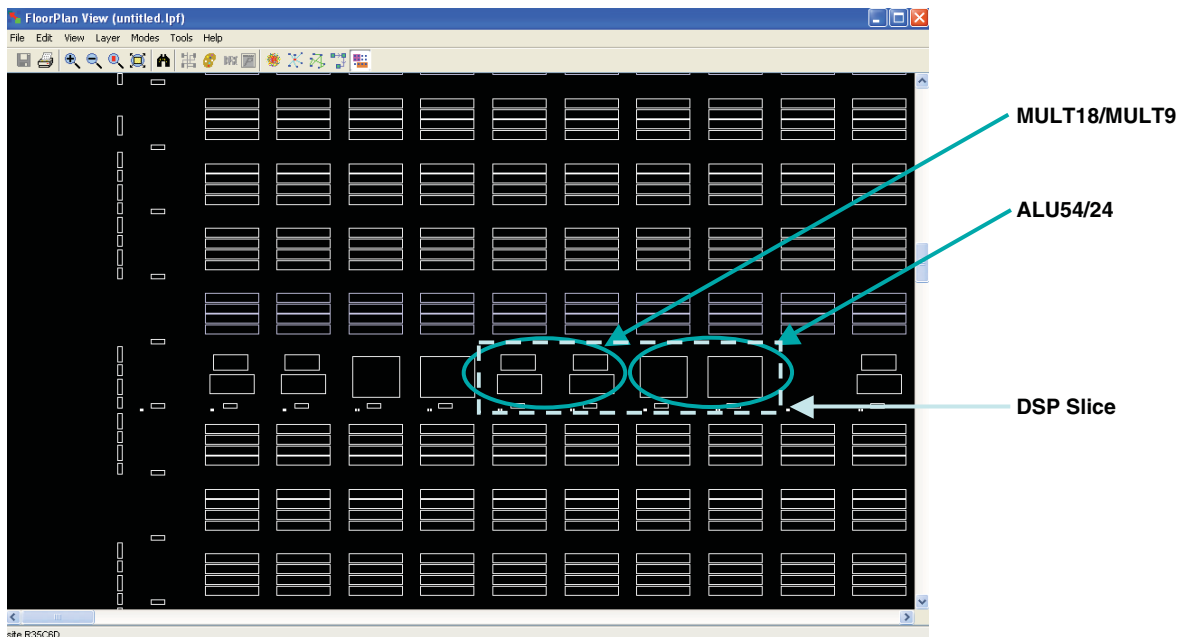 FloorPlan View (untitled.lpf)
File Edit View Layer Modes Tools Help
MULT18/MULT9
ALU54/24
DSP Slice
site R35C6D